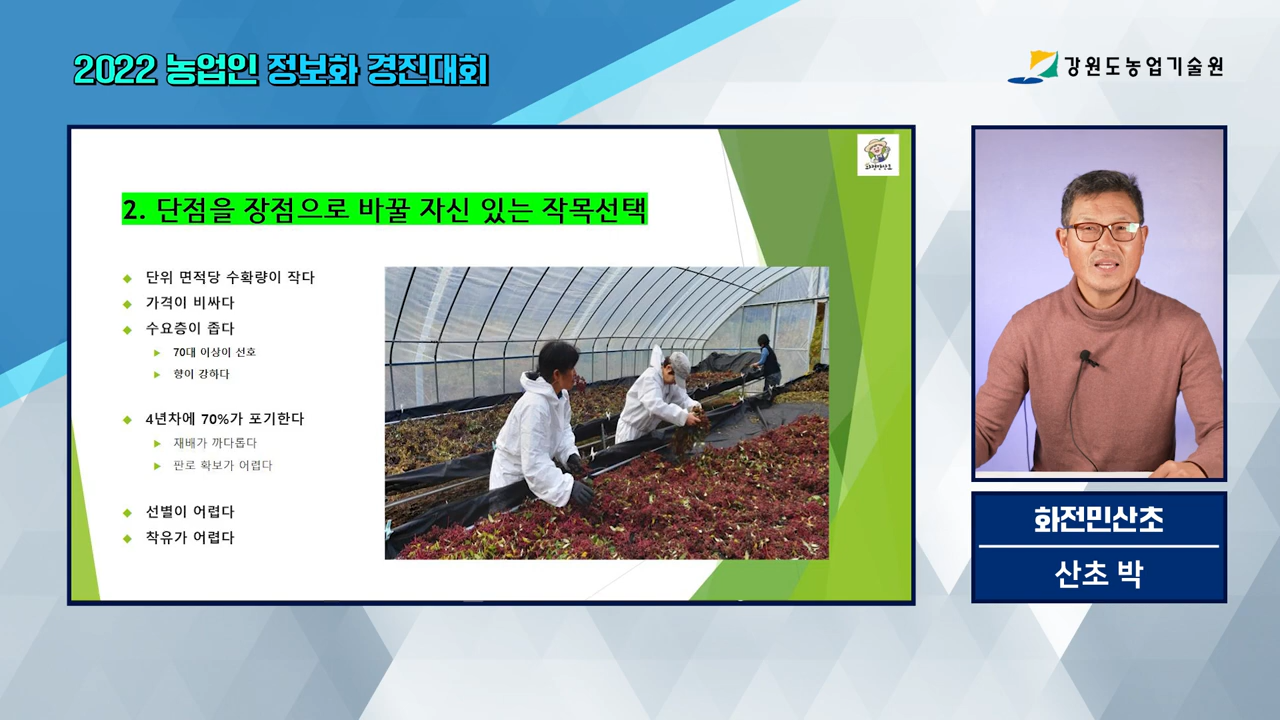 2022 농업인 정보화 경진대회
강원도농업기술원
화전민산초
2. 단점을 장점으로 바꿀 자신 있는 작목선택
단위 면적당 수확량이 작다
가격이 비싸다
수요층이 좁다
70대 이상이 선호
향이 강하다
4년차에 70%가 포기한다
재배가 까다롭다
판로 확보가 어렵다
선별이 어렵다
착유가 어렵다
화전민산초
산초 박